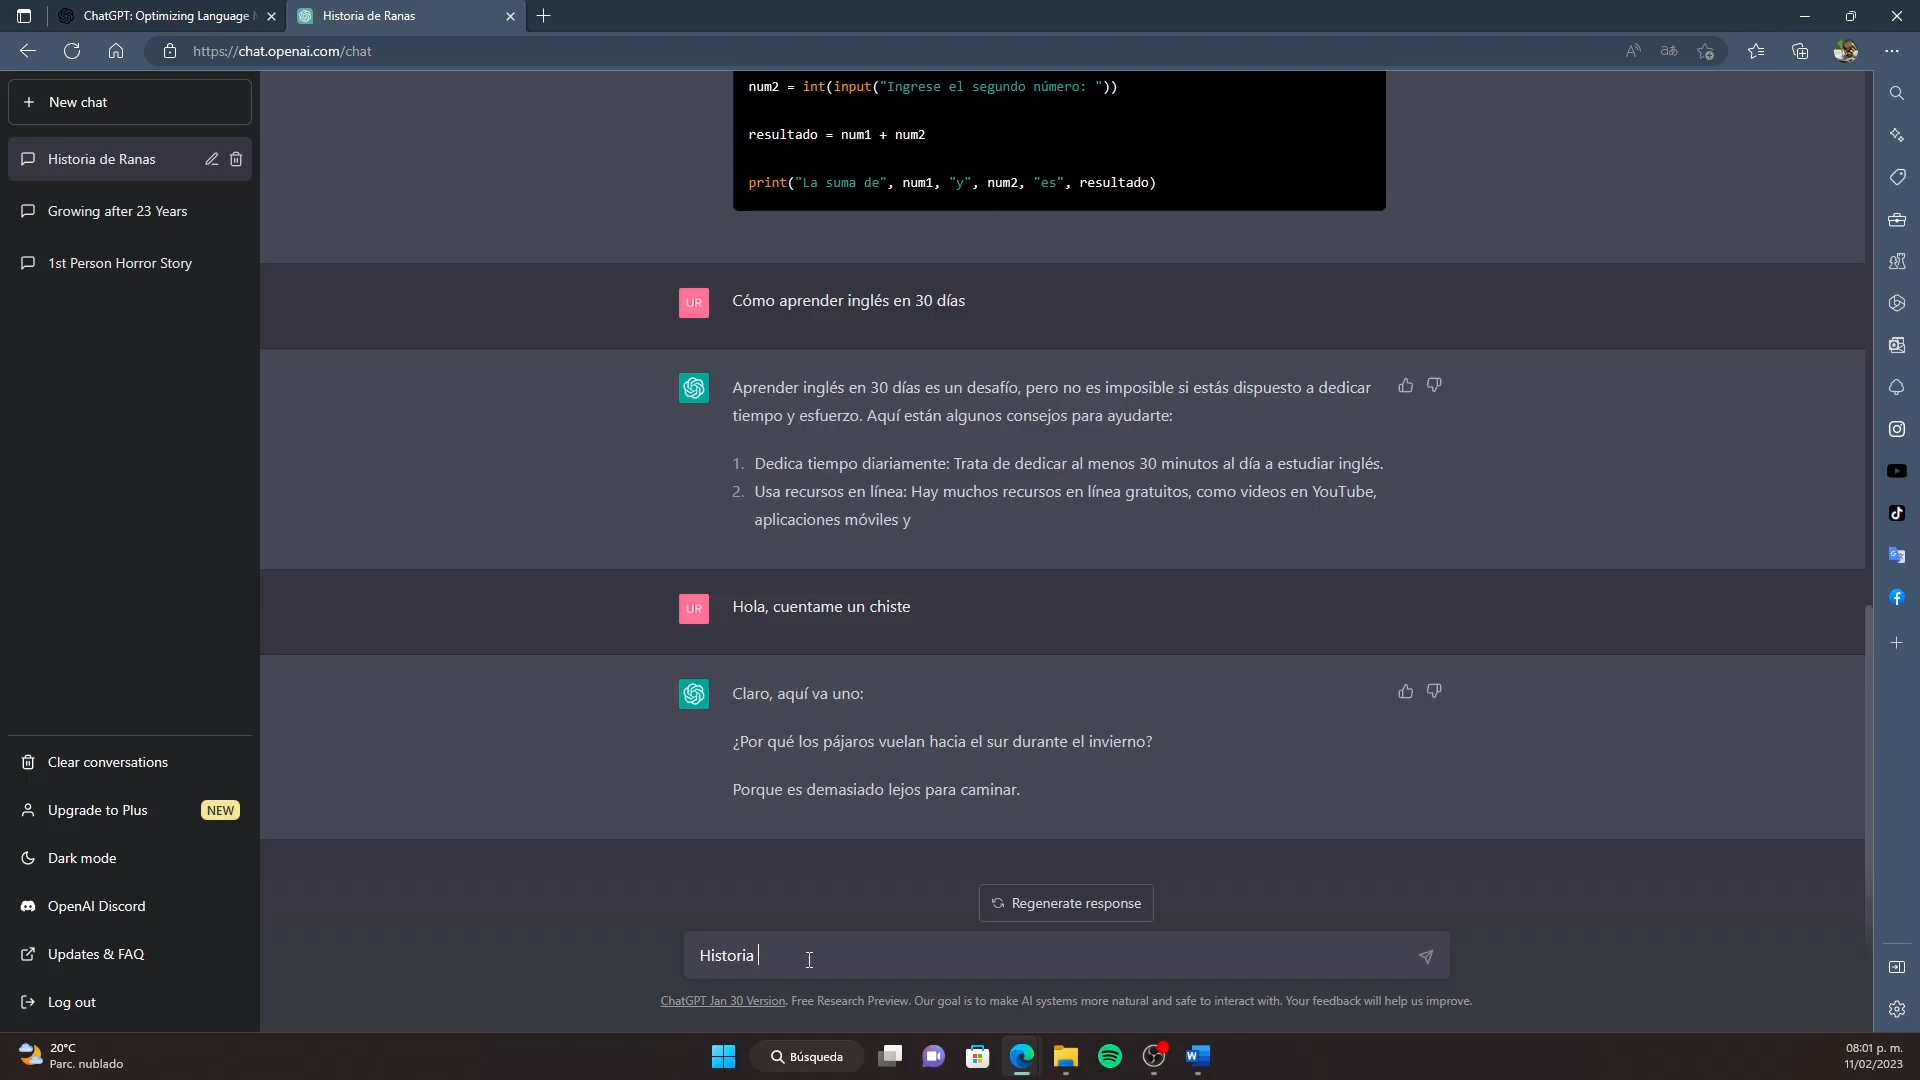 ChatGPT: Optimizing Language
Historia de Ranas
https://chat.openai.com/chat
New chat
Historia de Ranas
Growing after 23 Years
1st Person Horror Story
num2 = int(input("Ingrese el segundo número: "))
resultado = num1 + num2
print("La suma de", num1, "y", num2, "es", resultado)
UR
Cómo aprender inglés en 30 días
Aprender inglés en 30 días es un desafío, pero no es imposible si estás dispuesto a dedicar
tiempo y esfuerzo. Aquí están algunos consejos para ayudarte:
1. Dedica tiempo diariamente: Trata de dedicar al menos 30 minutos al día a estudiar inglés.
2. Usa recursos en línea: Hay muchos recursos en línea gratuitos, como videos en YouTube,
aplicaciones móviles y
UR
Hola, cuentame un chiste
Claro, aquí va uno:
¿Por qué los pájaros vuelan hacia el sur durante el invierno?
Porque es demasiado lejos para caminar.
Clear conversations
Upgrade to Plus NEW
Dark mode
OpenAI Discord
Updates & FAQ
Log out
Regenerate response
Historia
ChatGPT Jan 30 Version. Free Research Preview. Our goal is to make AI systems more natural and safe to interact with. Your feedback will help us improve.
20°C
Parc. nublado
Búsqueda
08:01 p. m.
11/02/2023